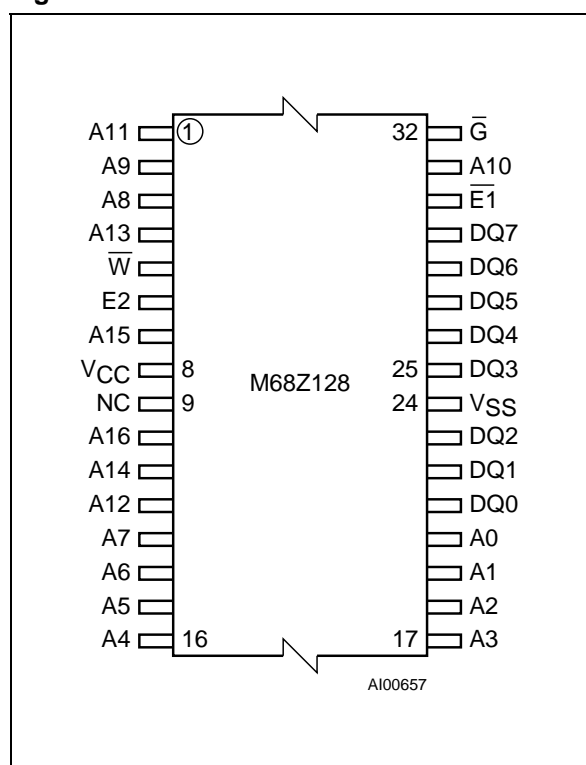 A11 1 32 G̅
A9 A10
A8 E̅1̅
A13 DQ7
W̅ DQ6
E2 DQ5
A15 DQ4
VCC 8 25 DQ3
M68Z128
NC 9 24 VSS
A16 DQ2
A14 DQ1
A12 DQ0
A7 A0
A6 A1
A5 A2
A4 16 17 A3
AI00657